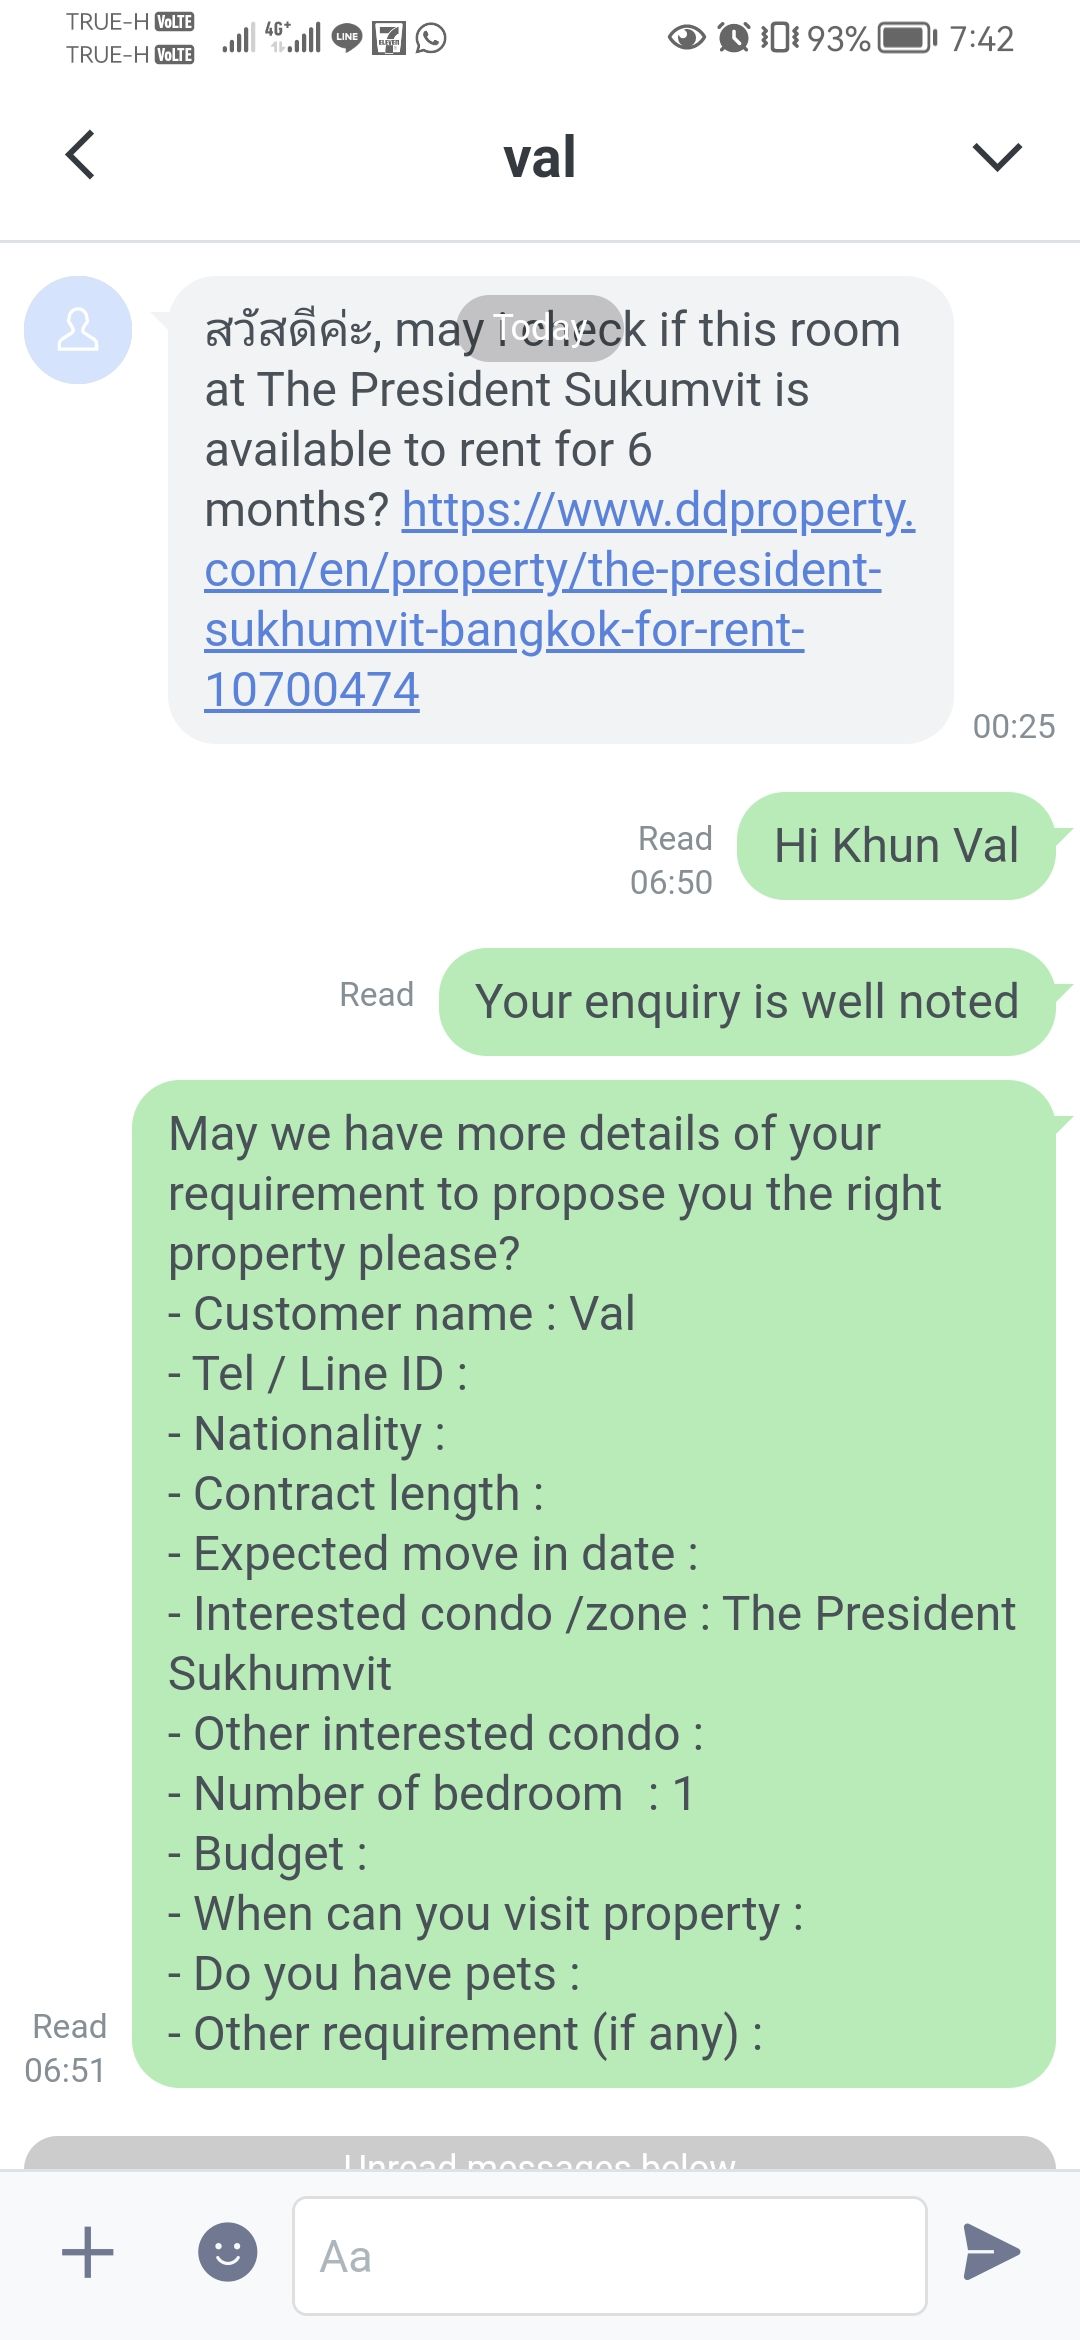 TRUE-H VoLTE
TRUE-H VoLTE
4G+
LINE
7
ELEVEN
93%
7:42
val
Today
สวัสดีค่ะ, may I check if this room
at The President Sukumvit is
available to rent for 6
months? https://www.ddproperty.
com/en/property/the-president-
sukhumvit-bangkok-for-rent-
10700474
00:25
Read
06:50
Hi Khun Val
Read
Your enquiry is well noted
May we have more details of your
requirement to propose you the right
property please?
- Customer name : Val
- Tel / Line ID :
- Nationality :
- Contract length :
- Expected move in date :
- Interested condo /zone : The President
Sukhumvit
- Other interested condo :
- Number of bedroom  : 1
- Budget :
- When can you visit property :
- Do you have pets :
- Other requirement (if any) :
Read
06:51
Unread messages below
Aa